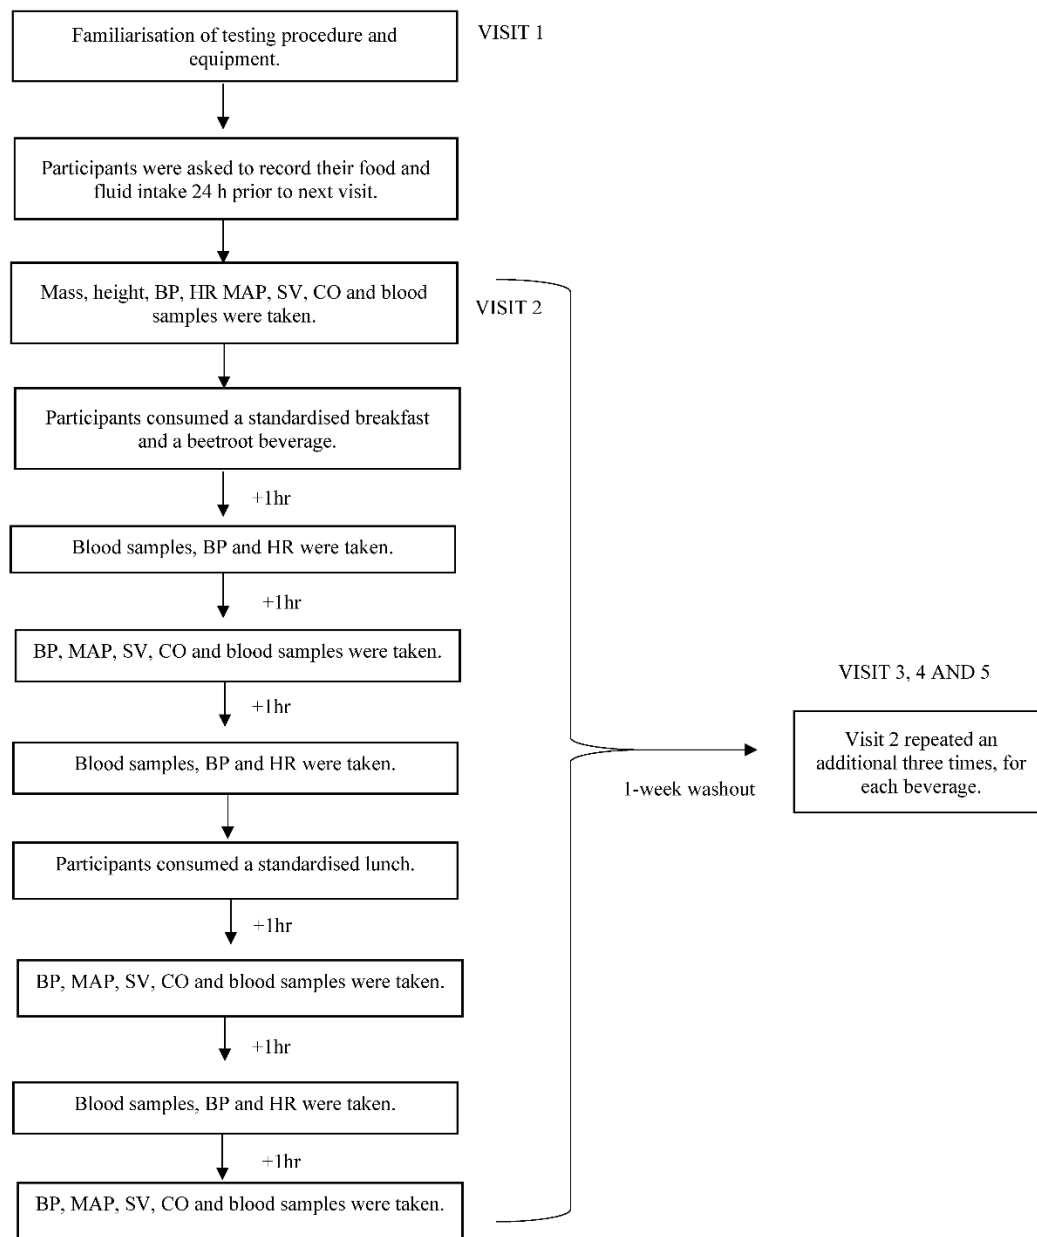 Familiarisation of testing procedure and
equipment.
VISIT 1
Participants were asked to record their food and
fluid intake 24 h prior to next visit.
Mass, height, BP, HR MAP, SV, CO and blood
samples were taken.
VISIT 2
Participants consumed a standardised breakfast
and a beetroot beverage.
+1hr
Blood samples, BP and HR were taken.
+1hr
BP, MAP, SV, CO and blood samples were taken.
+1hr
Blood samples, BP and HR were taken.
Participants consumed a standardised lunch.
+1hr
BP, MAP, SV, CO and blood samples were taken.
+1hr
Blood samples, BP and HR were taken.
+1hr
BP, MAP, SV, CO and blood samples were taken.
1-week washout
VISIT 3, 4 AND 5
Visit 2 repeated an
additional three times, for
each beverage.